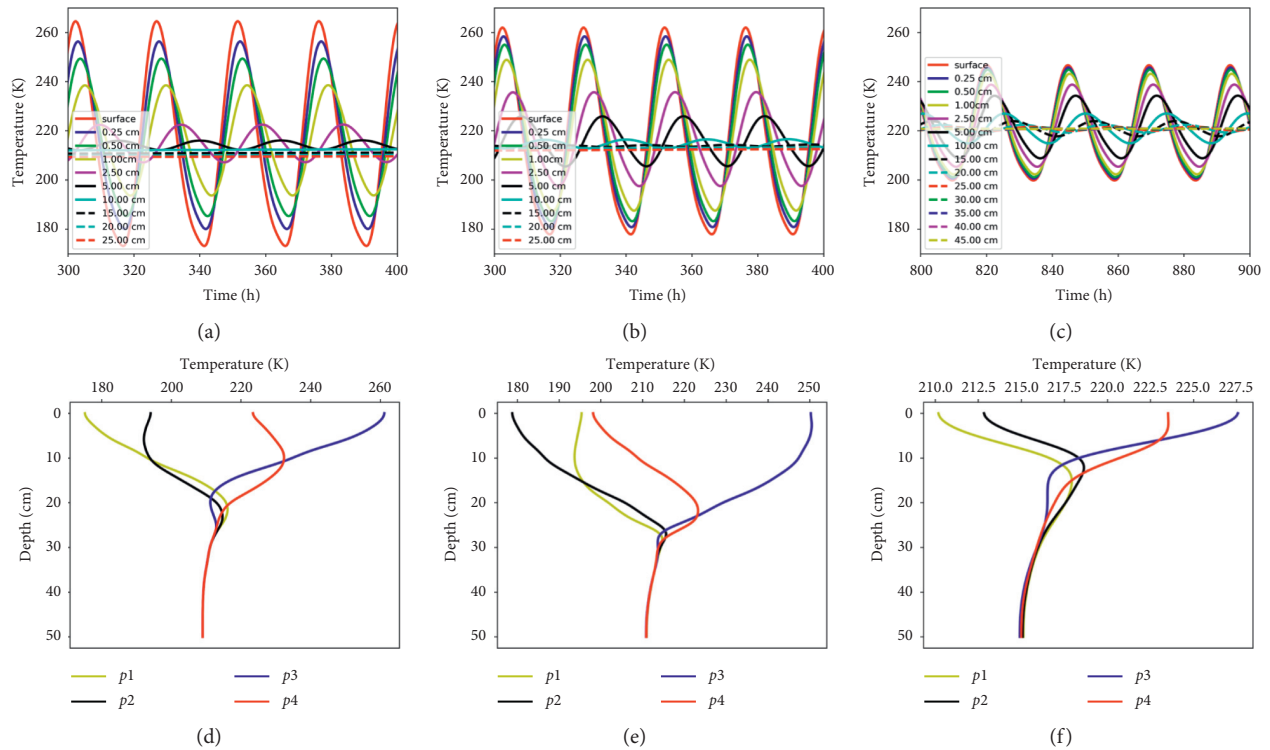 260
240
220
200
180
Temperature (K)
surface
0.25 cm
0.50 cm
1.00cm
2.50 cm
5.00 cm
10.00 cm
15.00 cm
20.00 cm
25.00 cm
300 320 340 360 380 400
Time (h)
(a)
260
240
220
200
180
Temperature (K)
surface
0.25 cm
0.50 cm
1.00cm
2.50 cm
5.00 cm
10.00 cm
15.00 cm
20.00 cm
25.00 cm
300 320 340 360 380 400
Time (h)
(b)
260
240
220
200
180
Temperature (K)
surface
0.25 cm
0.50 cm
1.00cm
2.50 cm
5.00 cm
10.00 cm
15.00 cm
20.00 cm
25.00 cm
30.00 cm
35.00 cm
40.00 cm
45.00 cm
800 820 840 860 880 900
Time (h)
(c)
Temperature (K)
175 200 220 240 260
0
10
20
30
40
50
Depth (cm)
p1 p3
p2 p4
(d)
Temperature (K)
180 195 200 210 220 230 240 250
0
10
20
30
40
50
Depth (cm)
p1 p3
p2 p4
(e)
Temperature (K)
210.0 212.5 215.0 217.5 220.0 225.0 227.5
0
10
20
30
40
50
Depth (cm)
p1 p3
p2 p4
(f)